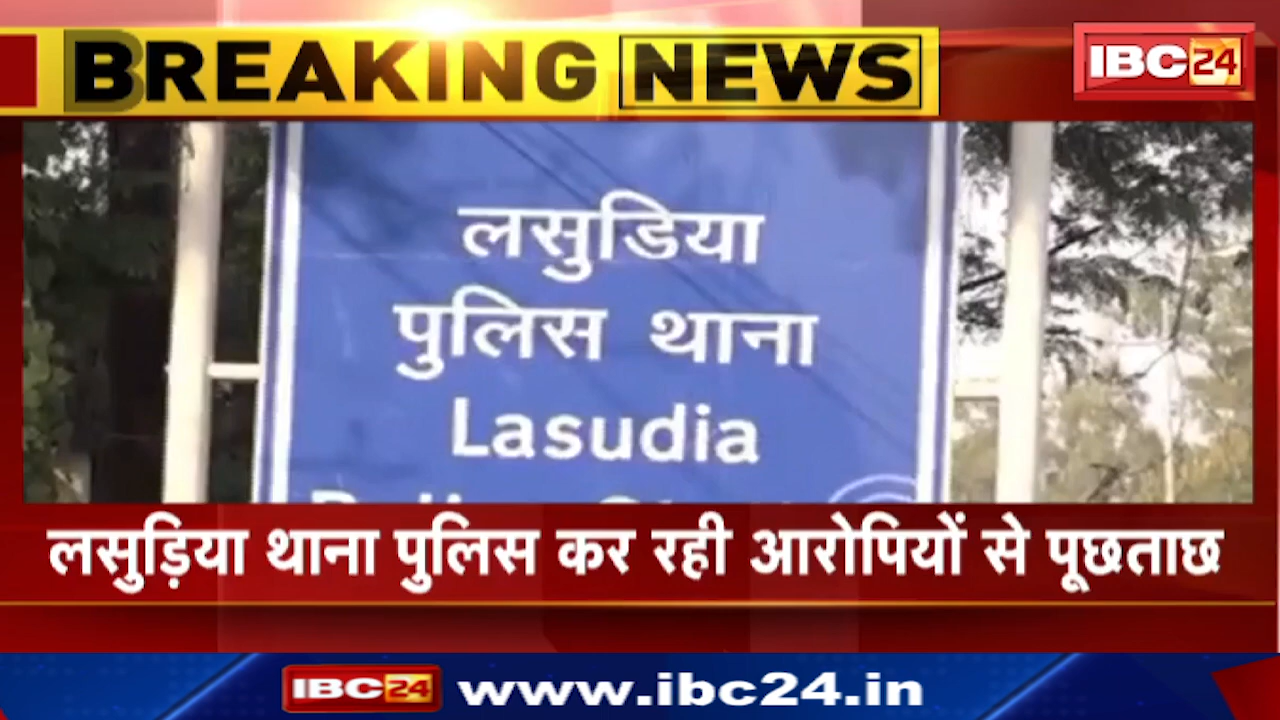 BREAKING NEWS
IBC24
लसुडिया
पुलिस थाना
Lasudia
लसुड़िया थाना पुलिस कर रही आरोपियों से पूछताछ
IBC24 www.ibc24.in